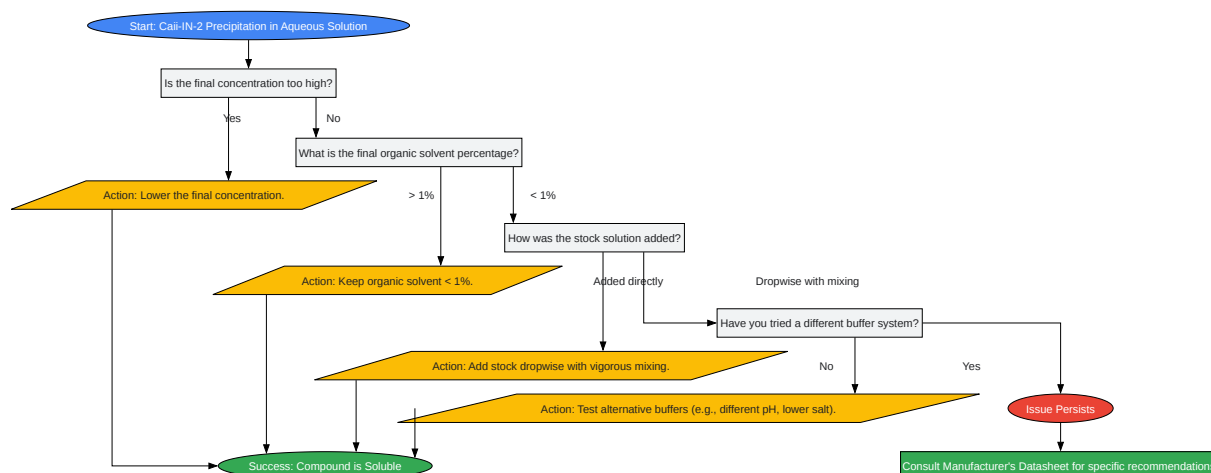 Start: Caii-IN-2 Precipitation in Aqueous Solution
Is the final concentration too high?
Yes
No
What is the final organic solvent percentage?
Action: Lower the final concentration.
> 1%
< 1%
How was the stock solution added?
Action: Keep organic solvent < 1%.
Added directly
Dropwise with mixing
Have you tried a different buffer system?
Action: Add stock dropwise with vigorous mixing.
No
Yes
Action: Test alternative buffers (e.g., different pH, lower salt).
Issue Persists
Success: Compound is Soluble
Consult Manufacturer's Datasheet for specific recommendation